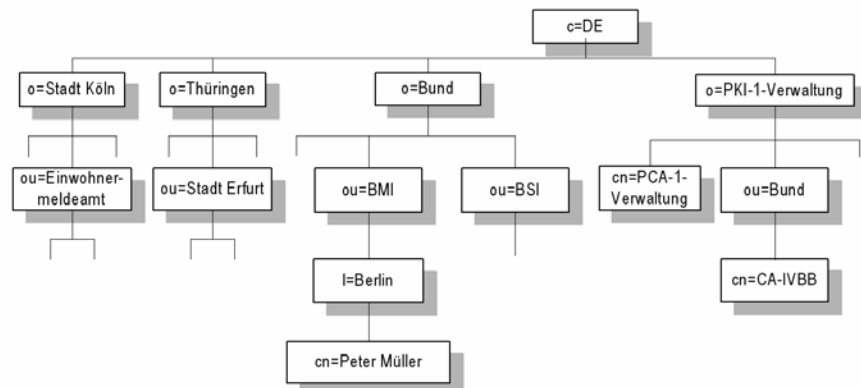 c=DE
o=Stadt Köln
o=Thüringen
o=Bund
o=PKI-1-Verwaltung
ou=Einwohner-
meldeamt
ou=Stadt Erfurt
ou=BMI
ou=BSI
cn=PCA-1-
Verwaltung
ou=Bund
l=Berlin
cn=CA-IVBB
cn=Peter Müller